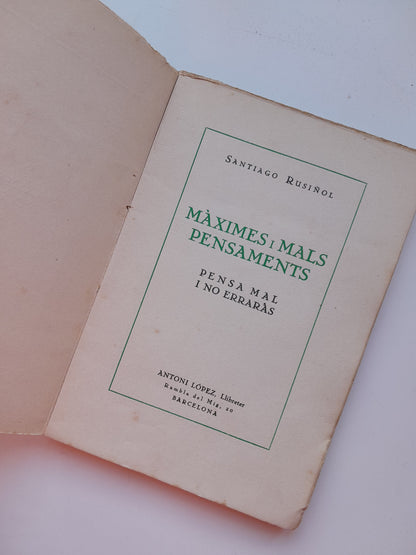 SANTIAGO RUSIÑOL
MÀXIMES I MALS
PENSAMENTS
PENSA MAL
I NO ERRARÀS
ANTONI LÓPEZ, Llibreter
Rambla del Mig, 20
BARCELONA